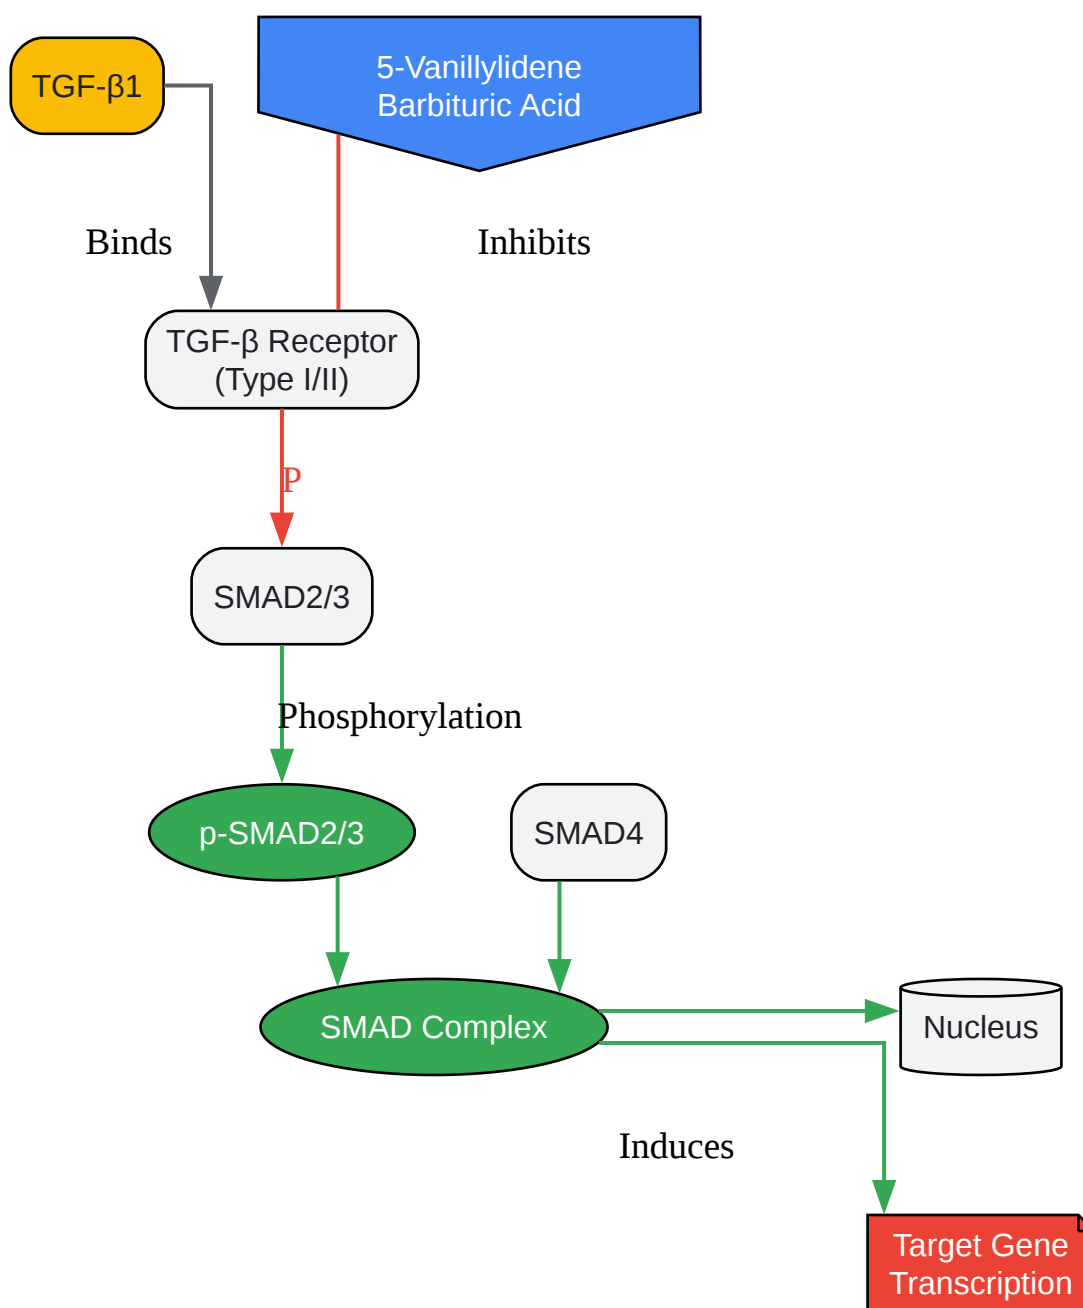 TGF-β1
5-Vanillylidene
Barbituric Acid
Binds
Inhibits
TGF-β Receptor
(Type I/II)
P
SMAD2/3
Phosphorylation
p-SMAD2/3
SMAD4
SMAD Complex
Nucleus
Induces
Target Gene
Transcription